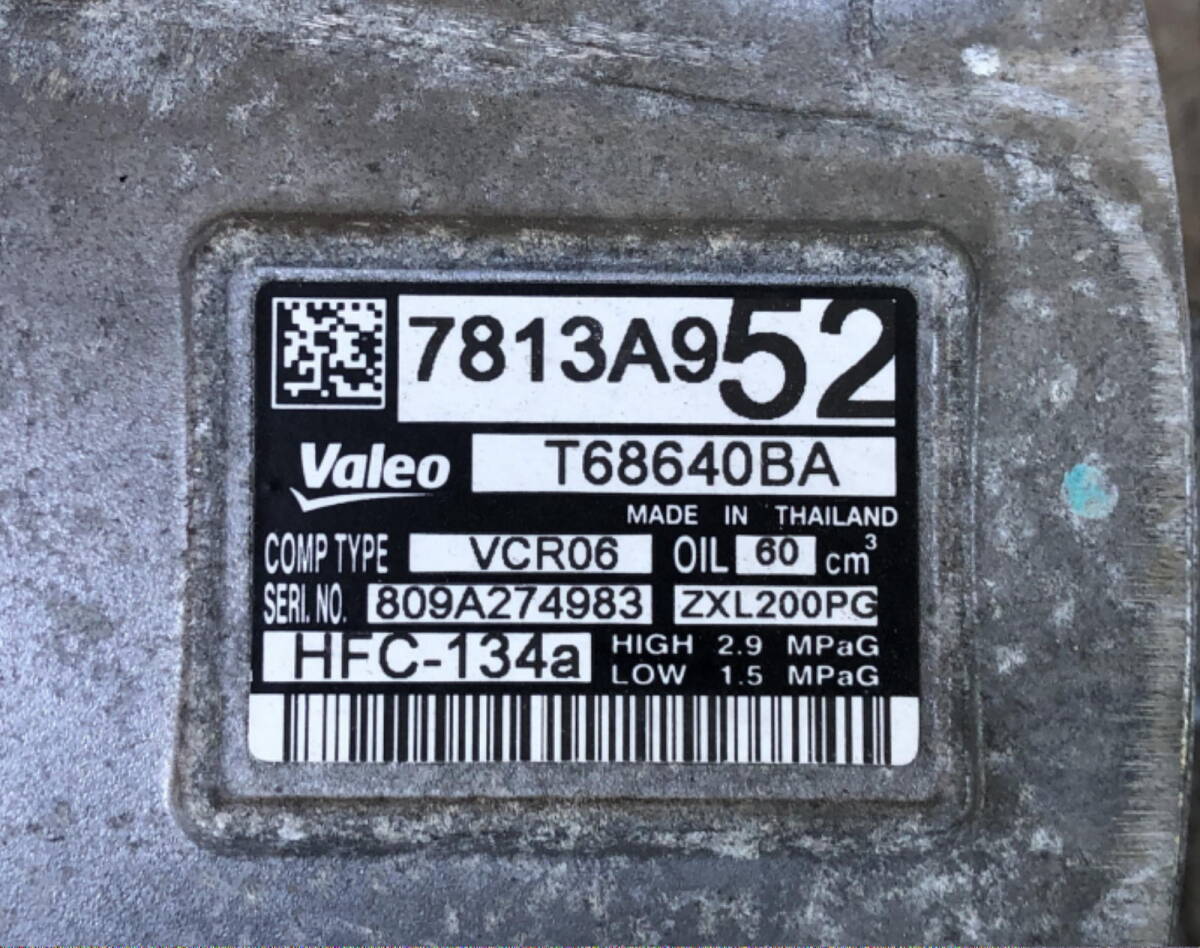 7813A952
Valeo T68640BA
MADE IN THAILAND
COMP TYPE VCR06 OIL 60 cm³
SERI. NO. 809A274983 ZXL200PG
HFC-134a HIGH 2.9 MPaG
LOW 1.5 MPaG